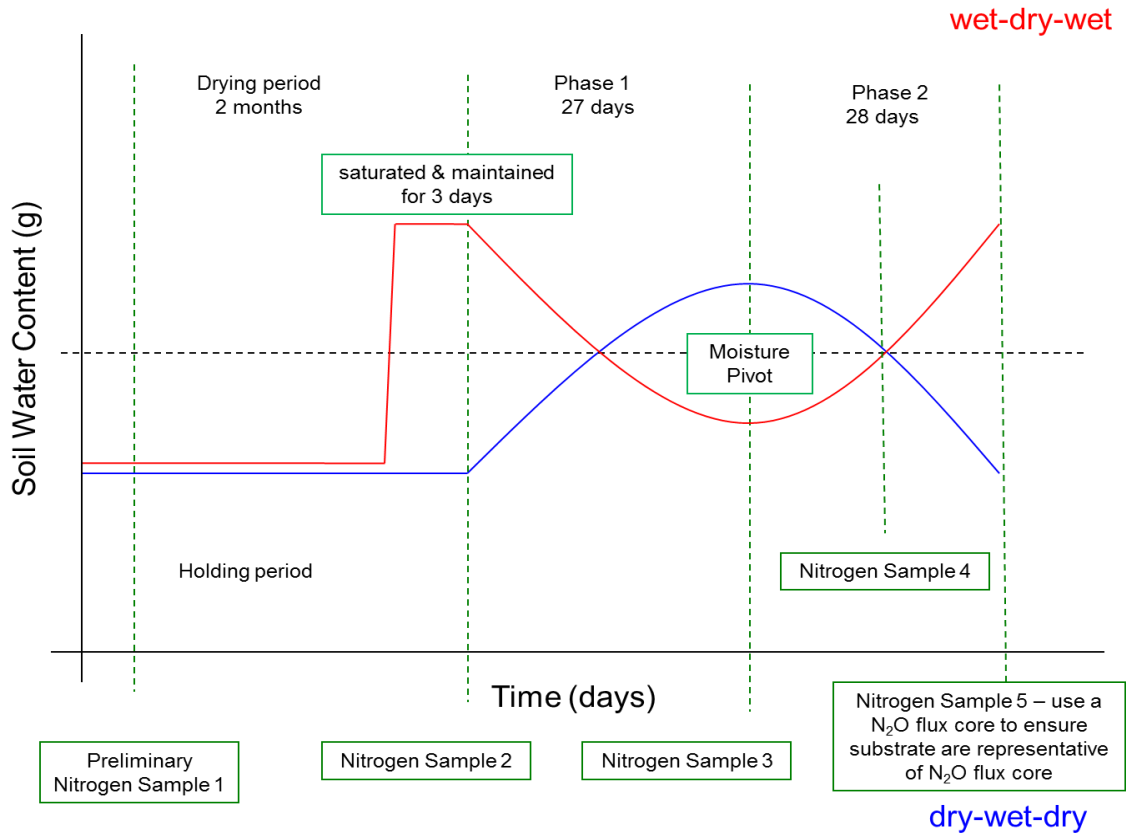 wet-dry-wet
Drying period
2 months
Phase 1
27 days
Phase 2
28 days
saturated & maintained
for 3 days
Soil Water Content (g)
Moisture
Pivot
Holding period
Nitrogen Sample 4
Time (days)
Preliminary
Nitrogen Sample 1
Nitrogen Sample 2
Nitrogen Sample 3
Nitrogen Sample 5 – use a
N₂O flux core to ensure
substrate are representative
of N₂O flux core
dry-wet-dry